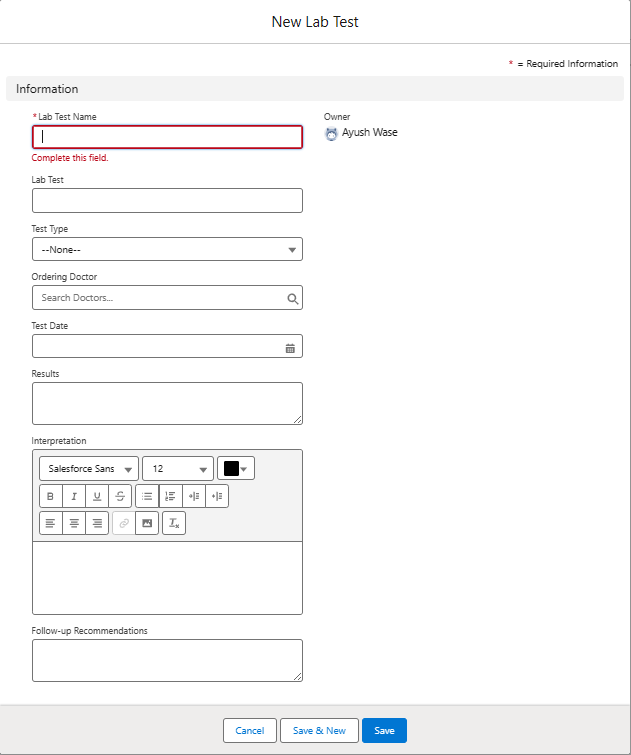 New Lab Test
* = Required Information
Information
*Lab Test Name
Complete this field.
Owner
Ayush Wase
Lab Test
Test Type
--None--
Ordering Doctor
Search Doctors...
Test Date
Results
Interpretation
Salesforce Sans 12
B I U S
Follow-up Recommendations
Cancel Save & New Save